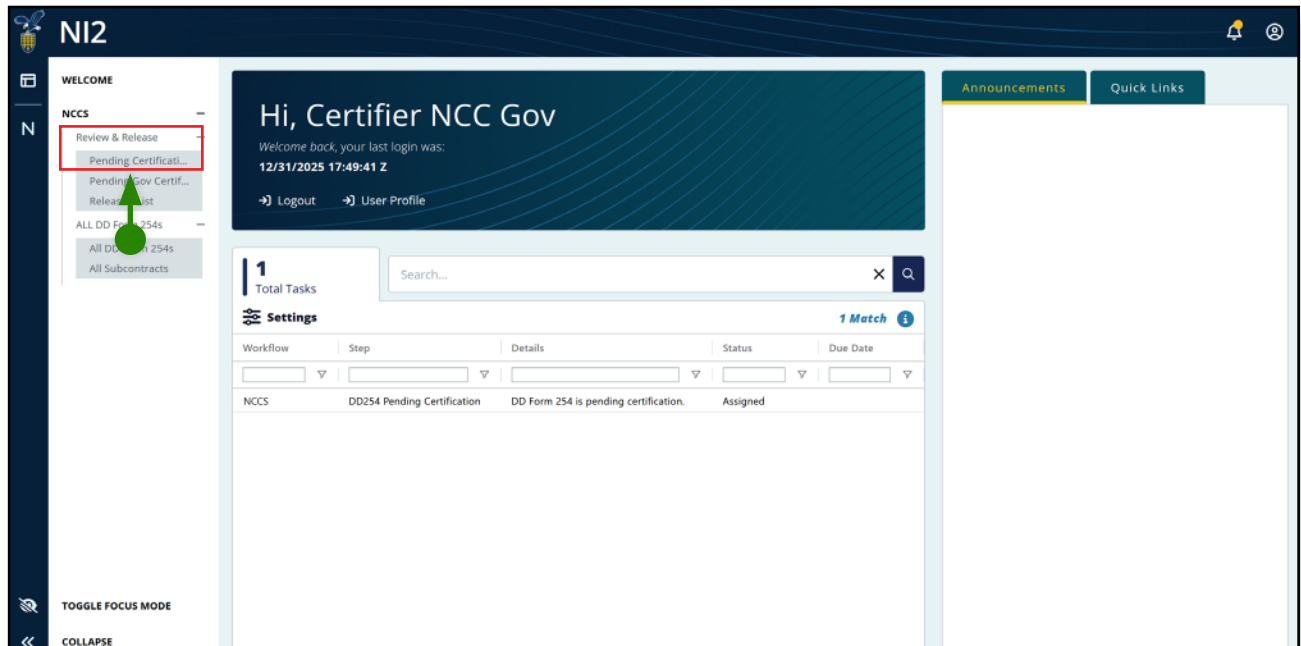 NI2
WELCOME
NCCS
Review & Release
Pending Certificati...
Pending Gov Certif...
List
ALL DD 254s
All 254s
All Subcontracts
TOGGLE FOCUS MODE
COLLAPSE
N
Hi, Certifier NCC Gov
Welcome back, your last login was:
12/31/2025 17:49:41 Z
Logout User Profile
1
Total Tasks
Search...
Settings
1 Match
Workflow Step Details Status Due Date
NCCS DD254 Pending Certification DD Form 254 is pending certification. Assigned
Announcements Quick Links